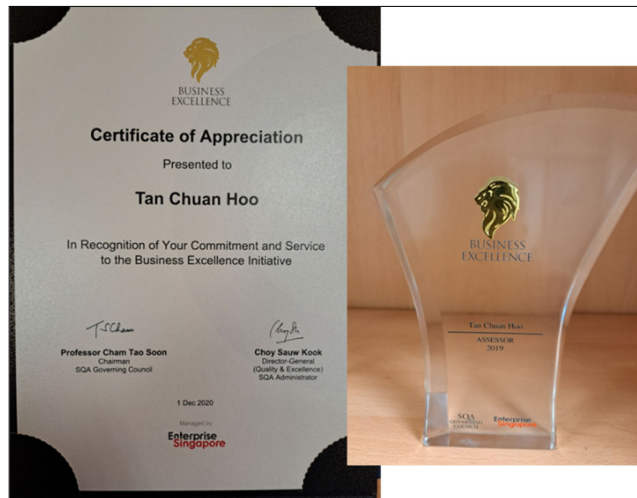 BUSINESS
EXCELLENCE
Certificate of Appreciation
Presented to
Tan Chuan Hoo
In Recognition of Your Commitment and Service
to the Business Excellence Initiative
Professor Cham Tao Soon
Chairman
SQA Governing Council
Choy Sauw Kook
Director-General
(Quality & Excellence)
SQA Administrator
1 Dec 2020
Managed by
Enterprise
Singapore
BUSINESS
EXCELLENCE
Tan Chuan Hoo
ASSESSOR
2019
SQA
GOVERNING
COUNCIL
Enterprise
Singapore